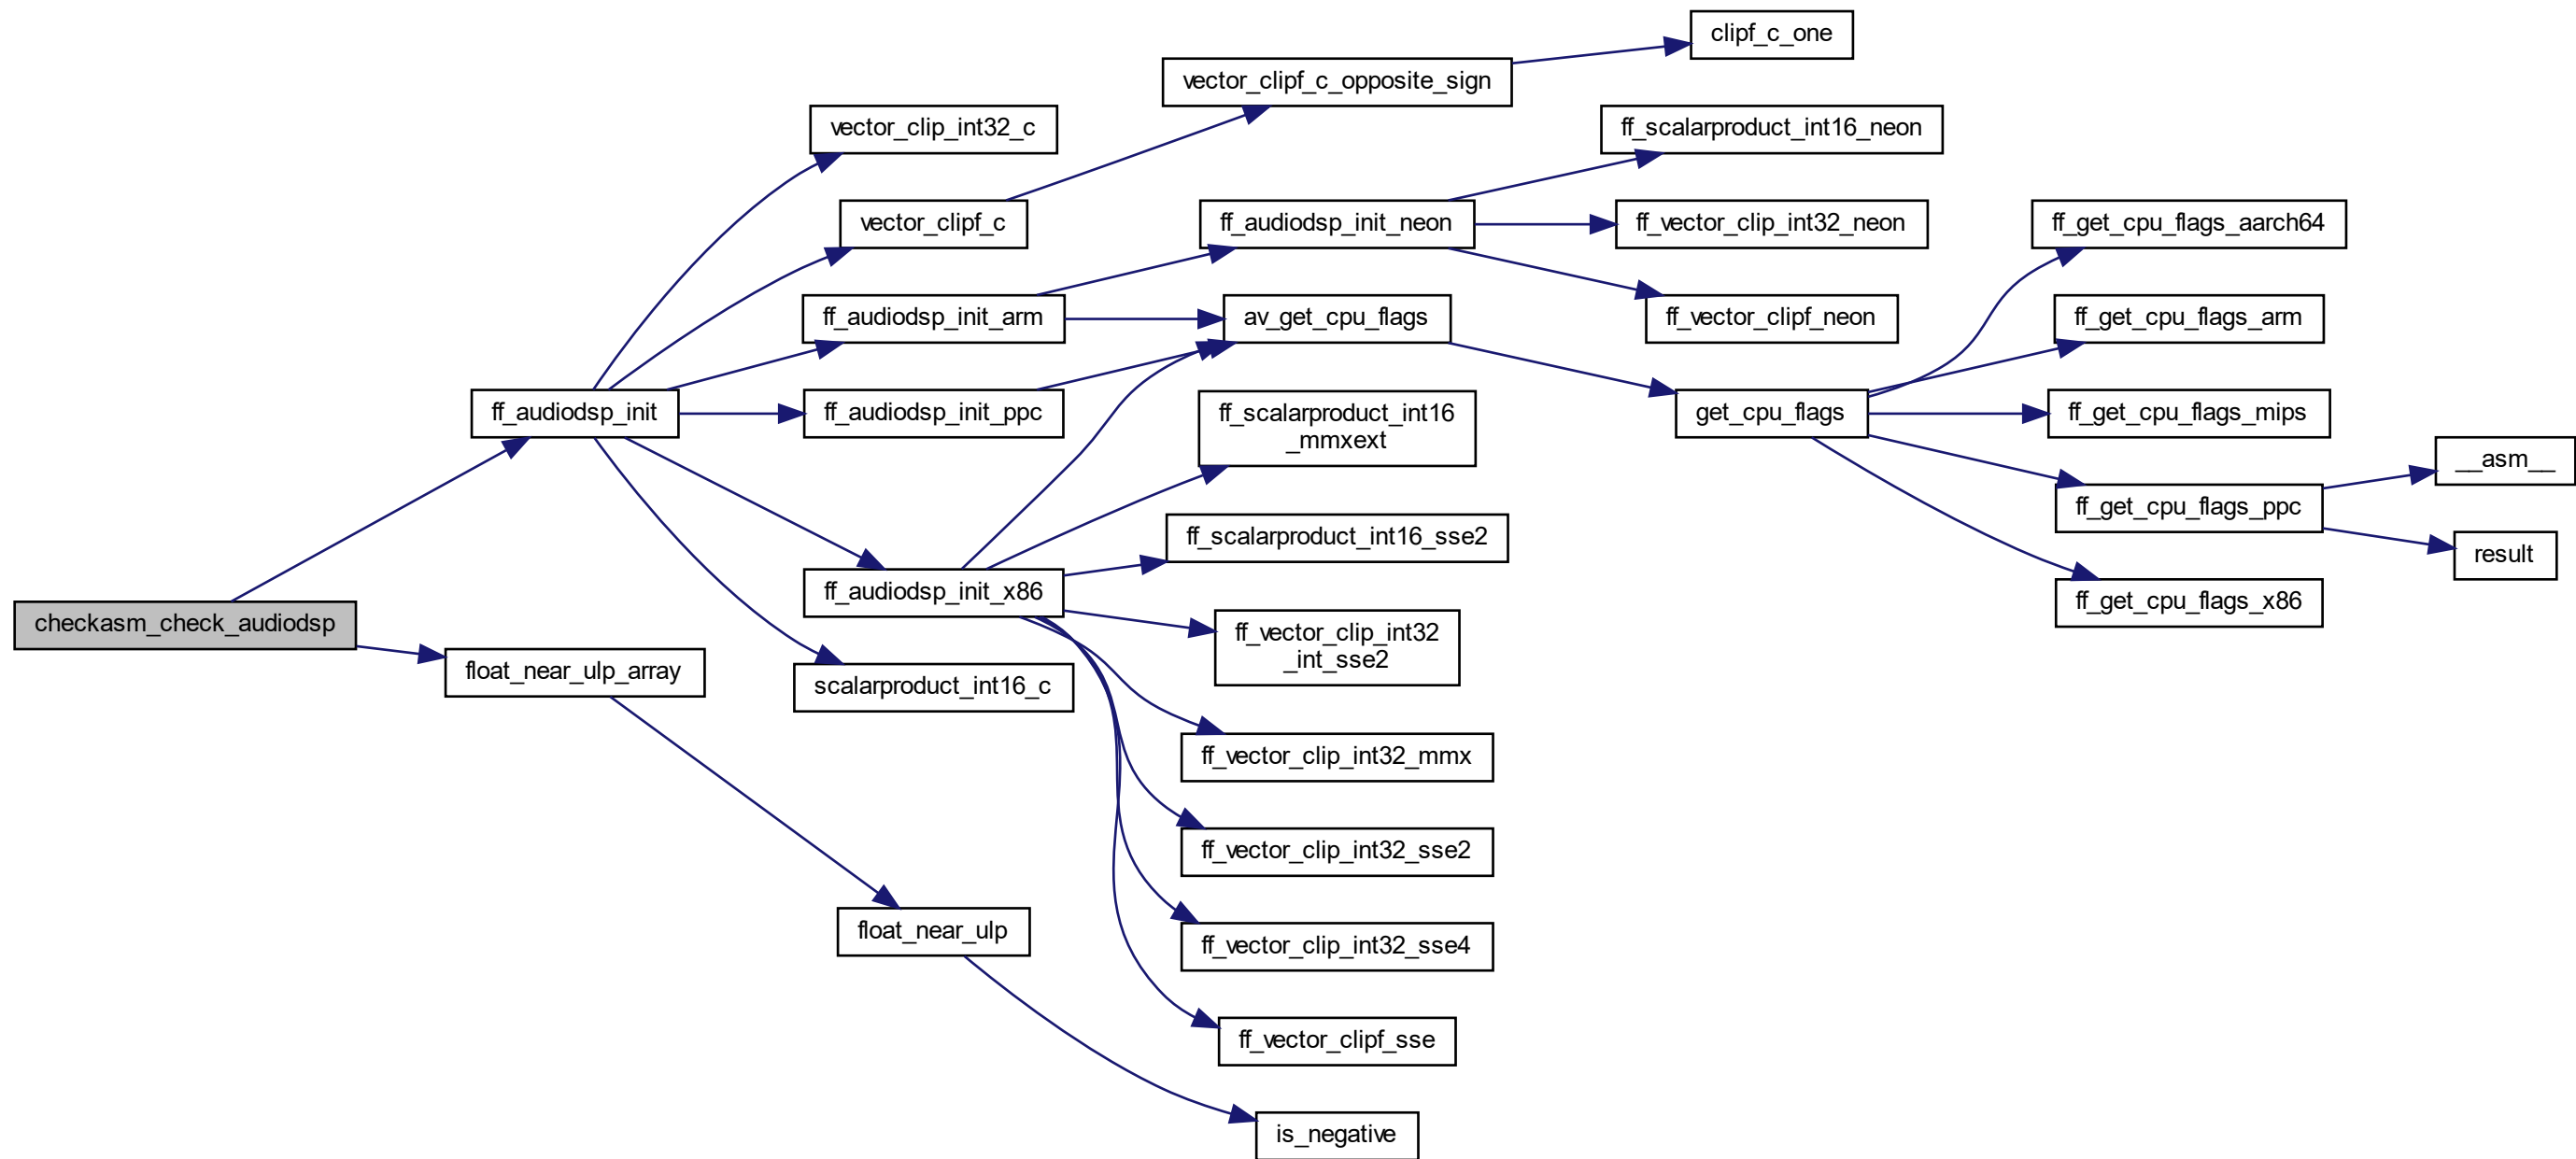 clipf_c_one
vector_clipf_c_opposite_sign
vector_clip_int32_c
ff_scalarproduct_int16_neon
vector_clipf_c
ff_audiodsp_init_neon
ff_vector_clip_int32_neon
ff_get_cpu_flags_aarch64
ff_audiodsp_init_arm
av_get_cpu_flags
ff_vector_clipf_neon
ff_get_cpu_flags_arm
ff_audiodsp_init
ff_audiodsp_init_ppc
ff_scalarproduct_int16
_mmxext
get_cpu_flags
ff_get_cpu_flags_mips
__asm__
ff_get_cpu_flags_ppc
ff_scalarproduct_int16_sse2
result
ff_audiodsp_init_x86
ff_get_cpu_flags_x86
checkasm_check_audiodsp
ff_vector_clip_int32
_int_sse2
float_near_ulp_array
scalarproduct_int16_c
ff_vector_clip_int32_mmx
ff_vector_clip_int32_sse2
float_near_ulp
ff_vector_clip_int32_sse4
ff_vector_clipf_sse
is_negative